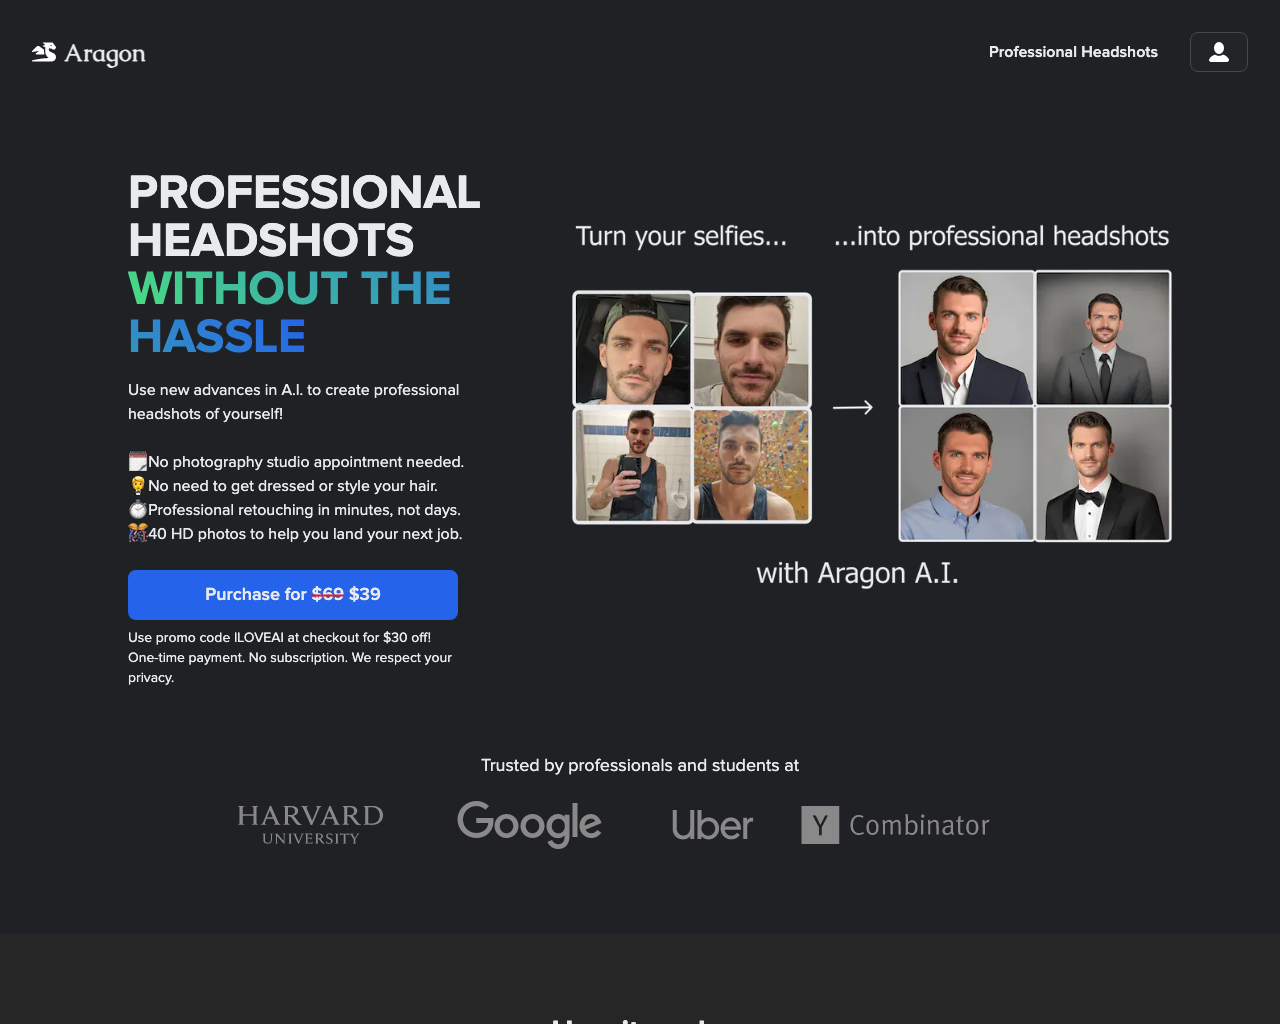 Aragon
Professional Headshots
PROFESSIONAL
HEADSHOTS
WITHOUT THE
HASSLE
Use new advances in A.I. to create professional
headshots of yourself!
No photography studio appointment needed.
No need to get dressed or style your hair.
Professional retouching in minutes, not days.
40 HD photos to help you land your next job.
Purchase for $69 $39
Use promo code ILOVEAI at checkout for $30 off!
One-time payment. No subscription. We respect your
privacy.
Turn your selfies...
...into professional headshots
with Aragon A.I.
Trusted by professionals and students at
HARVARD
UNIVERSITY
Google
Uber
Y Combinator